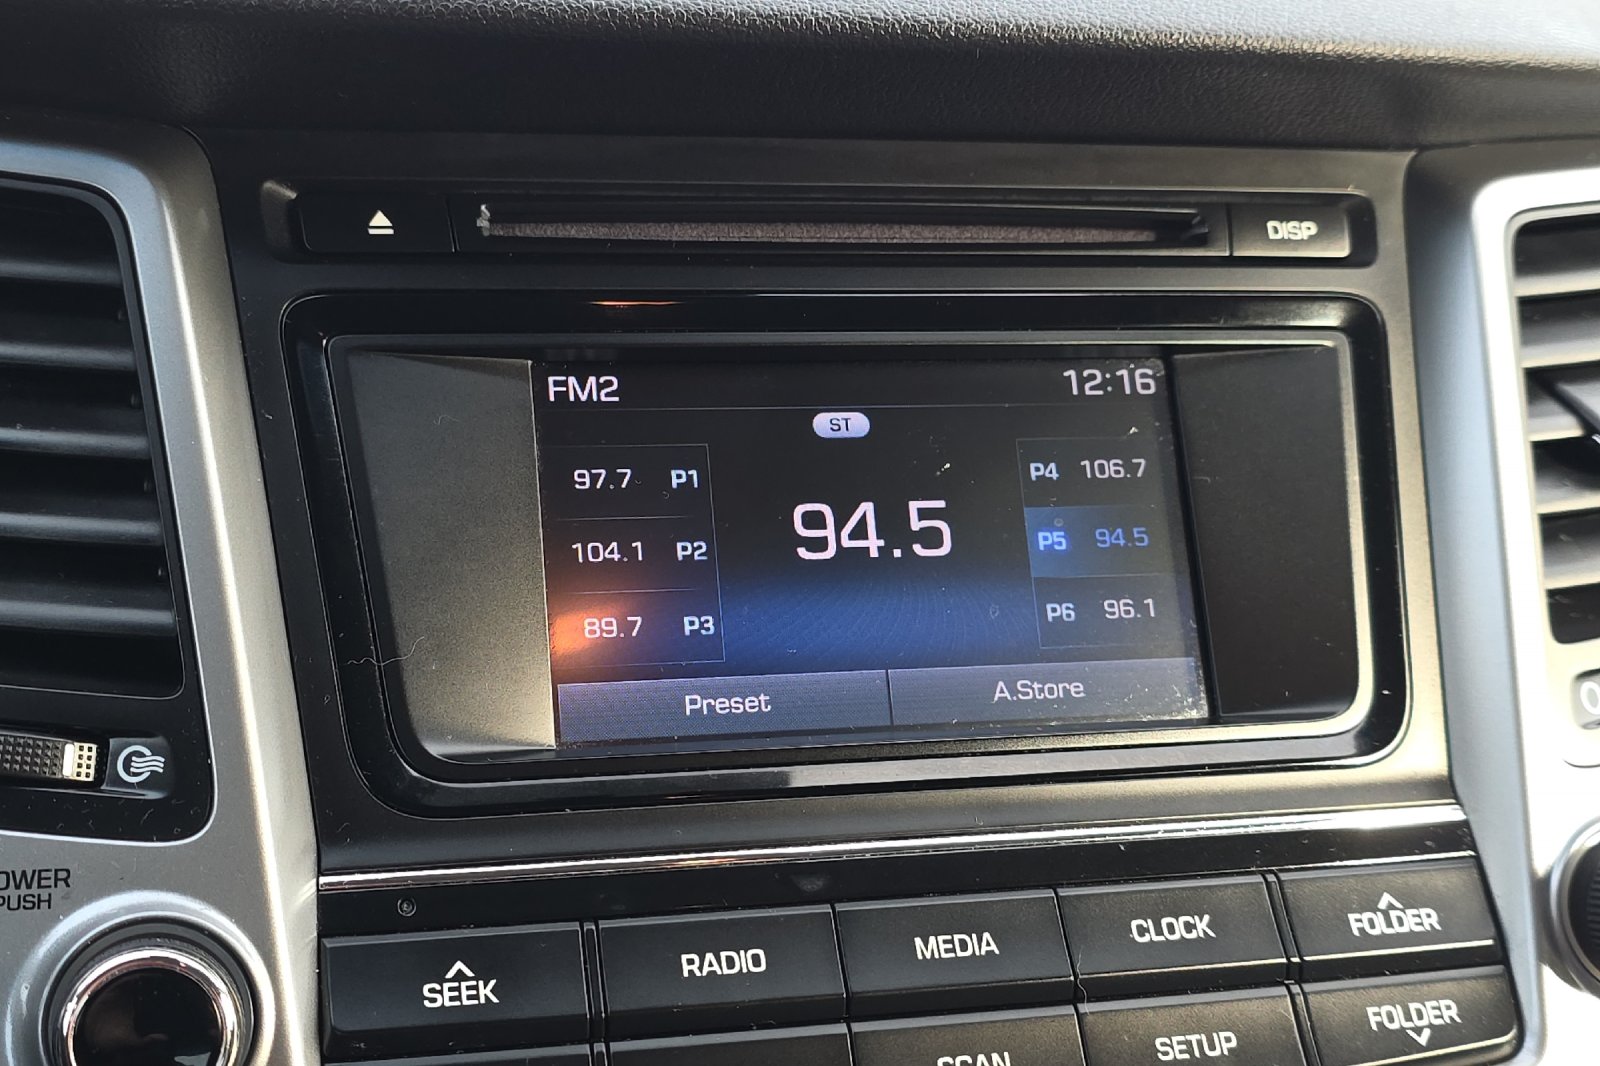 DISP
FM2 12:16
ST
97.7 P1
104.1 P2
89.7 P3
94.5
P4 106.7
P5 94.5
P6 96.1
Preset A.Store
PUSH
SEEK
RADIO
MEDIA
CLOCK
FOLDER
SCAN
SETUP
FOLDER